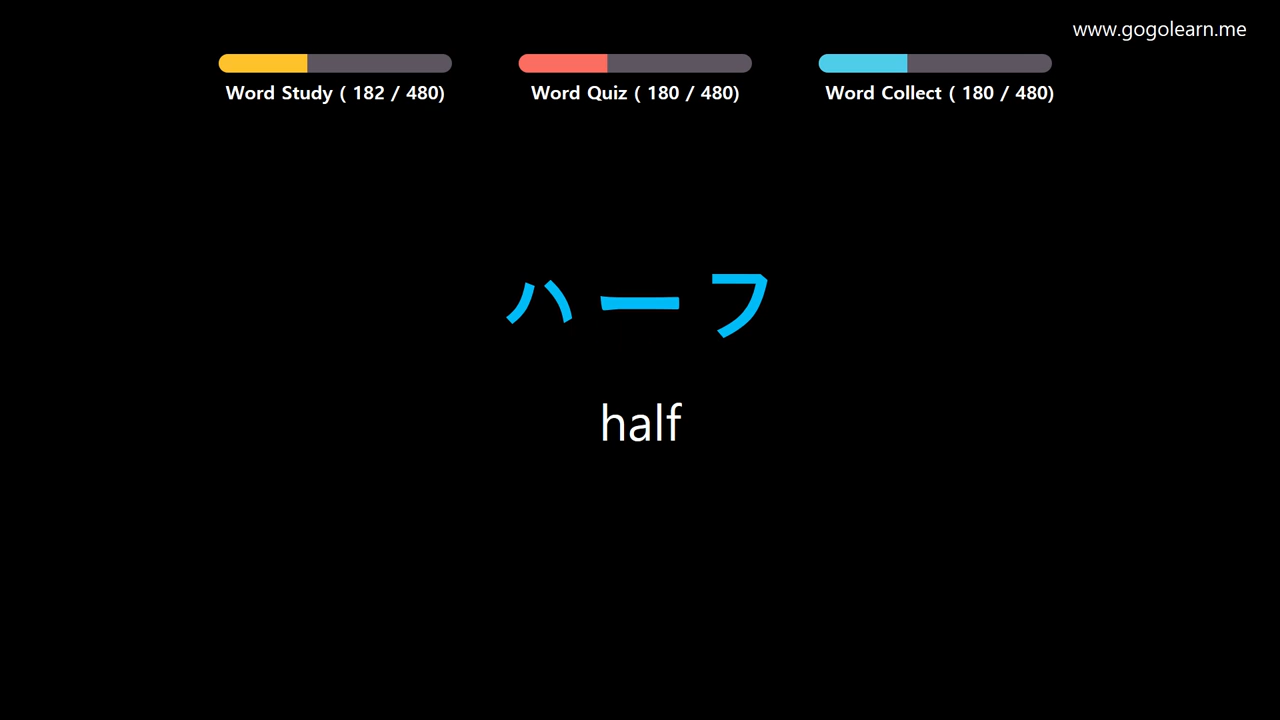 www.gogolearn.me
Word Study ( 182 / 480)
Word Quiz ( 180 / 480)
Word Collect ( 180 / 480)
ハーフ
half